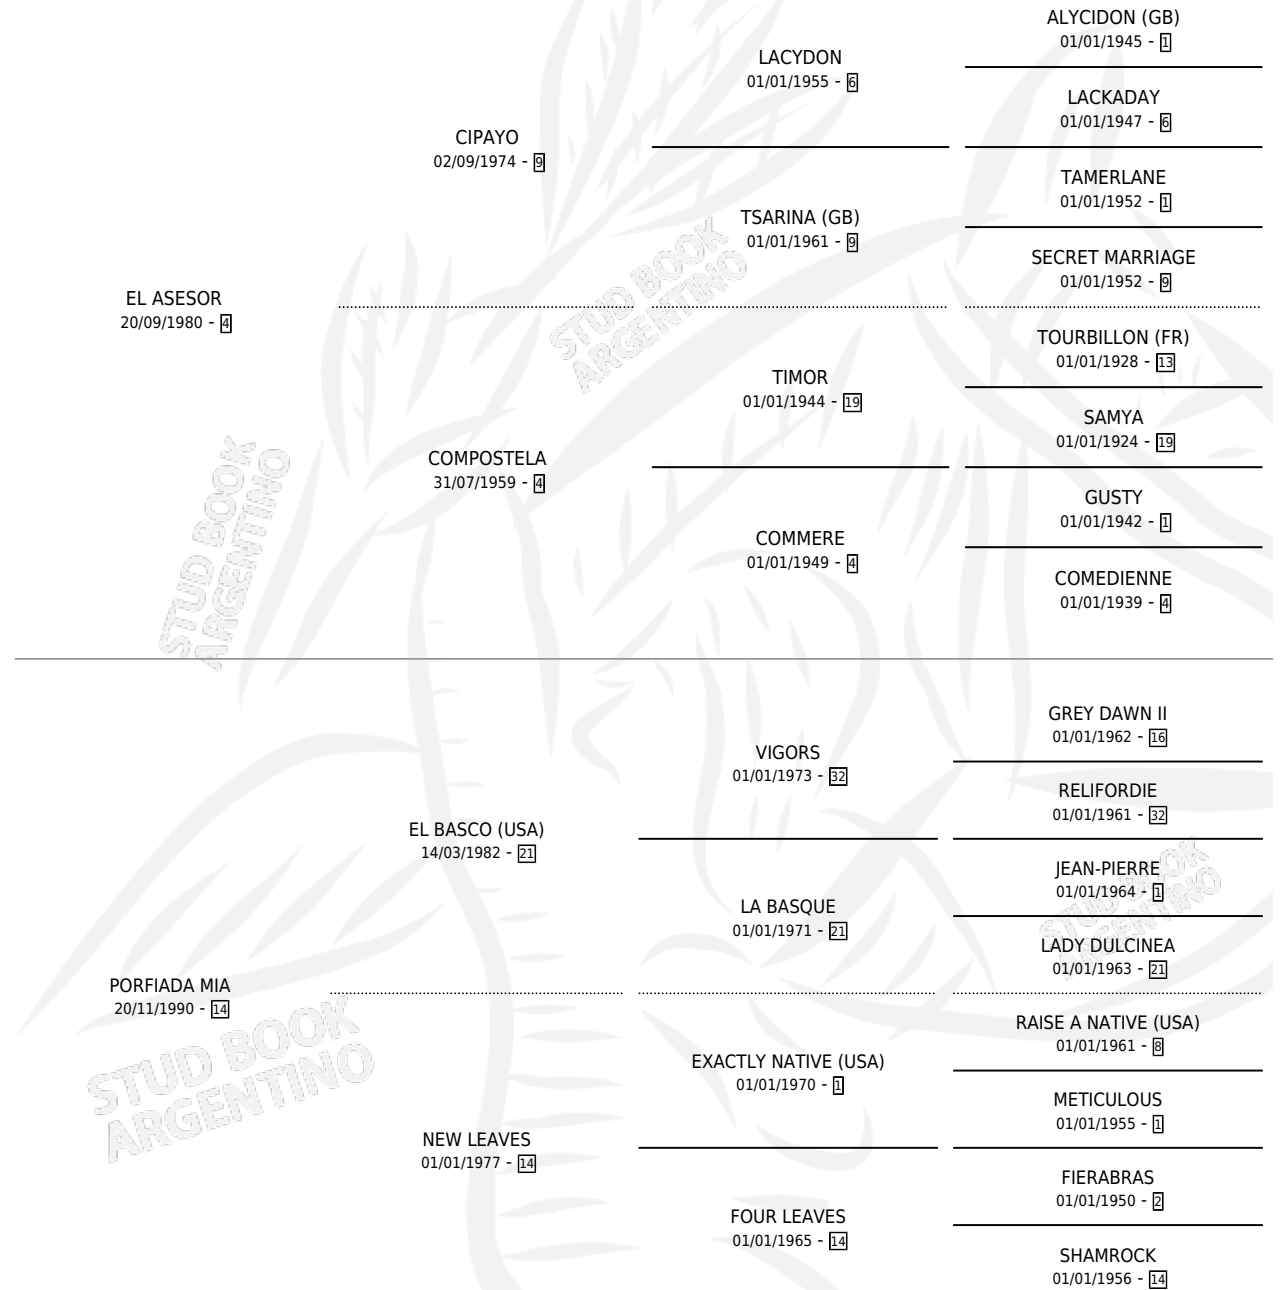 ALYCIDON (GB)
01/01/1945 - 1
LACYDON
01/01/1955 - 6
LACKADAY
01/01/1947 - 6
CIPAYO
02/09/1974 - 9
TAMERLANE
01/01/1952 - 1
TSARINA (GB)
01/01/1961 - 9
SECRET MARRIAGE
01/01/1952 - 9
EL ASESOR
20/09/1980 - 4
TOURBILLON (FR)
01/01/1928 - 13
TIMOR
01/01/1944 - 19
SAMYA
01/01/1924 - 19
COMPOSTELA
31/07/1959 - 4
GUSTY
01/01/1942 - 1
COMMERE
01/01/1949 - 4
COMEDIENNE
01/01/1939 - 4
STUD BOOK
ARGENTINO
STUD BOOK
ARGENTINO
GREY DAWN II
01/01/1962 - 16
VIGORS
01/01/1973 - 32
RELIFORDIE
01/01/1961 - 32
EL BASCO (USA)
14/03/1982 - 21
JEAN-PIERRE
01/01/1964 - 1
LA BASQUE
01/01/1971 - 21
LADY DULCINEA
01/01/1963 - 21
PORFIADA MIA
20/11/1990 - 14
RAISE A NATIVE (USA)
01/01/1961 - 8
EXACTLY NATIVE (USA)
01/01/1970 - 1
METICULOUS
01/01/1955 - 1
NEW LEAVES
01/01/1977 - 14
FIERABRAS
01/01/1950 - 2
FOUR LEAVES
01/01/1965 - 14
SHAMROCK
01/01/1956 - 14
STUD BOOK
ARGENTINO
STUD BOOK
ARGENTINO